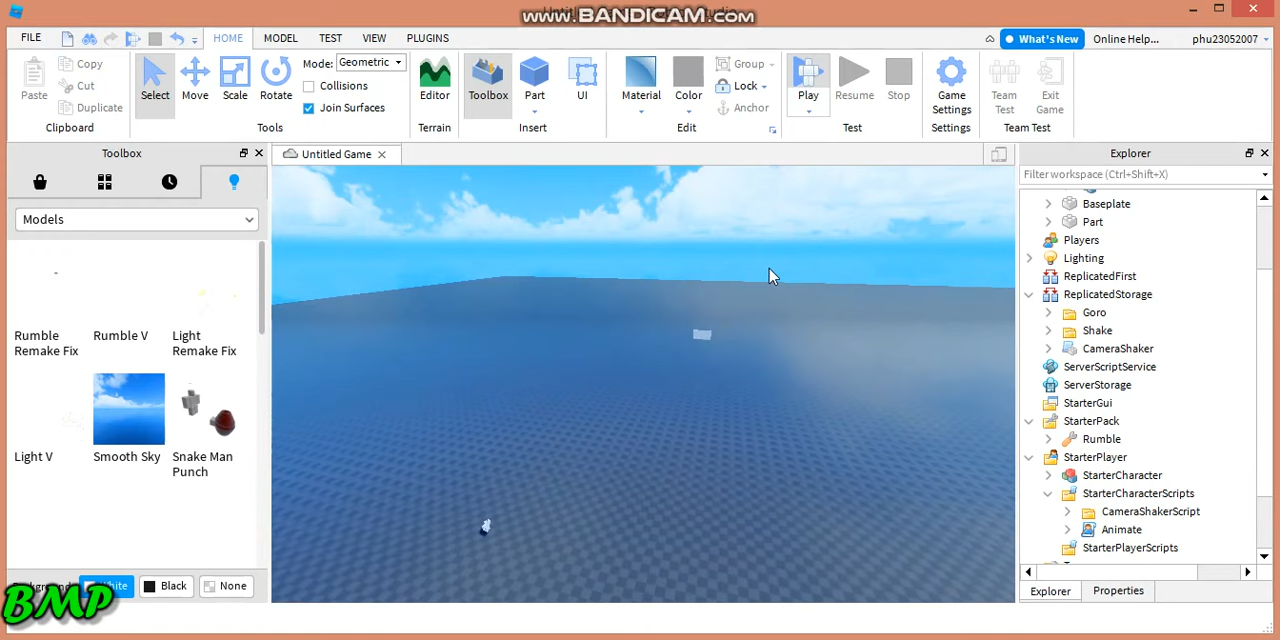 www.BANDICAM.com
FILE HOME MODEL TEST VIEW PLUGINS What's New Online Help... phu23052007
Paste Copy Cut Duplicate Clipboard
Select Move Scale Rotate Mode: Geometric Collisions Join Surfaces Tools
Editor Terrain
Toolbox Part UI Insert
Material Color Group Lock Anchor Edit
Play Resume Stop Test
Game Settings Settings
Team Test Exit Game Team Test
Toolbox
Models
Rumble Remake Fix
Rumble V
Light Remake Fix
Light V
Smooth Sky
Snake Man Punch
White Black None
BMP
Untitled Game
Explorer
Filter workspace (Ctrl+Shift+X)
Baseplate
Part
Players
Lighting
ReplicatedFirst
ReplicatedStorage
Goro
Shake
CameraShaker
ServerScriptService
ServerStorage
StarterGui
StarterPack
Rumble
StarterPlayer
StarterCharacter
StarterCharacterScripts
CameraShakerScript
Animate
StarterPlayerScripts
Explorer Properties